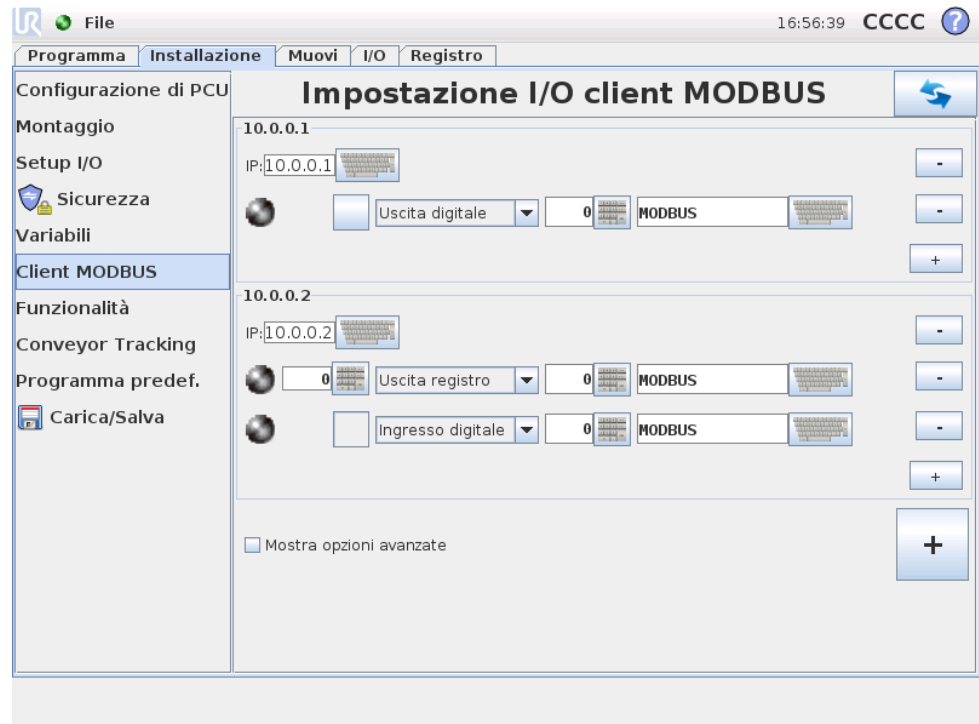 UR File 16:56:39 CCCC ?
Programma Installazione Muovi I/O Registro
Configurazione di PCU
Montaggio
Setup I/O
Sicurezza
Variabili
Client MODBUS
Funzionalità
Conveyor Tracking
Programma predef.
Carica/Salva
Impostazione I/O client MODBUS
10.0.0.1
IP: 10.0.0.1 -
Uscita digitale 0 MODBUS -
+
10.0.0.2
IP: 10.0.0.2 -
0 Uscita registro 0 MODBUS -
Ingresso digitale 0 MODBUS -
+
Mostra opzioni avanzate +